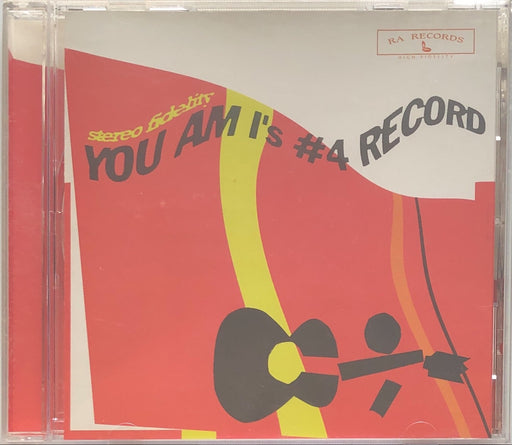 RA RECORDS
HIGH FIDELITY
stereo fidelity
YOU AM I's #4 RECORD